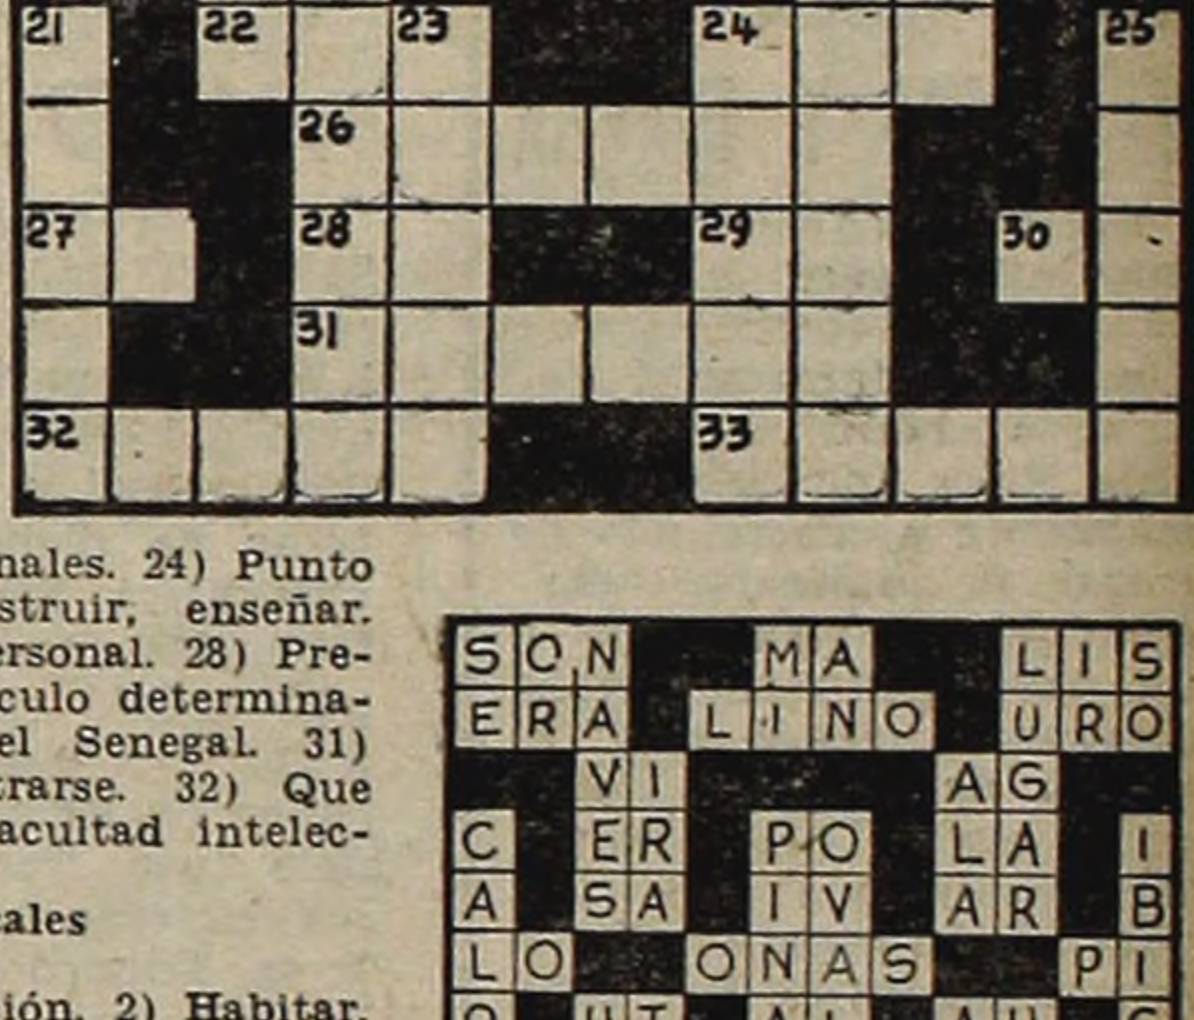 21 22 23 24 25
26
27 28 29 30
31
32 33
nales. 24) Punto
struir, enseñar.
ersonal. 28) Pre-
culo determina-
el Senegal. 31)
trarse. 32) Que
acultad intelec-
cales
ión. 2) Habitar.
SON MA LIS
ERA LINO URO
VI AG
C ER PO LA I
A SA IV AR B
LO ONAS PI